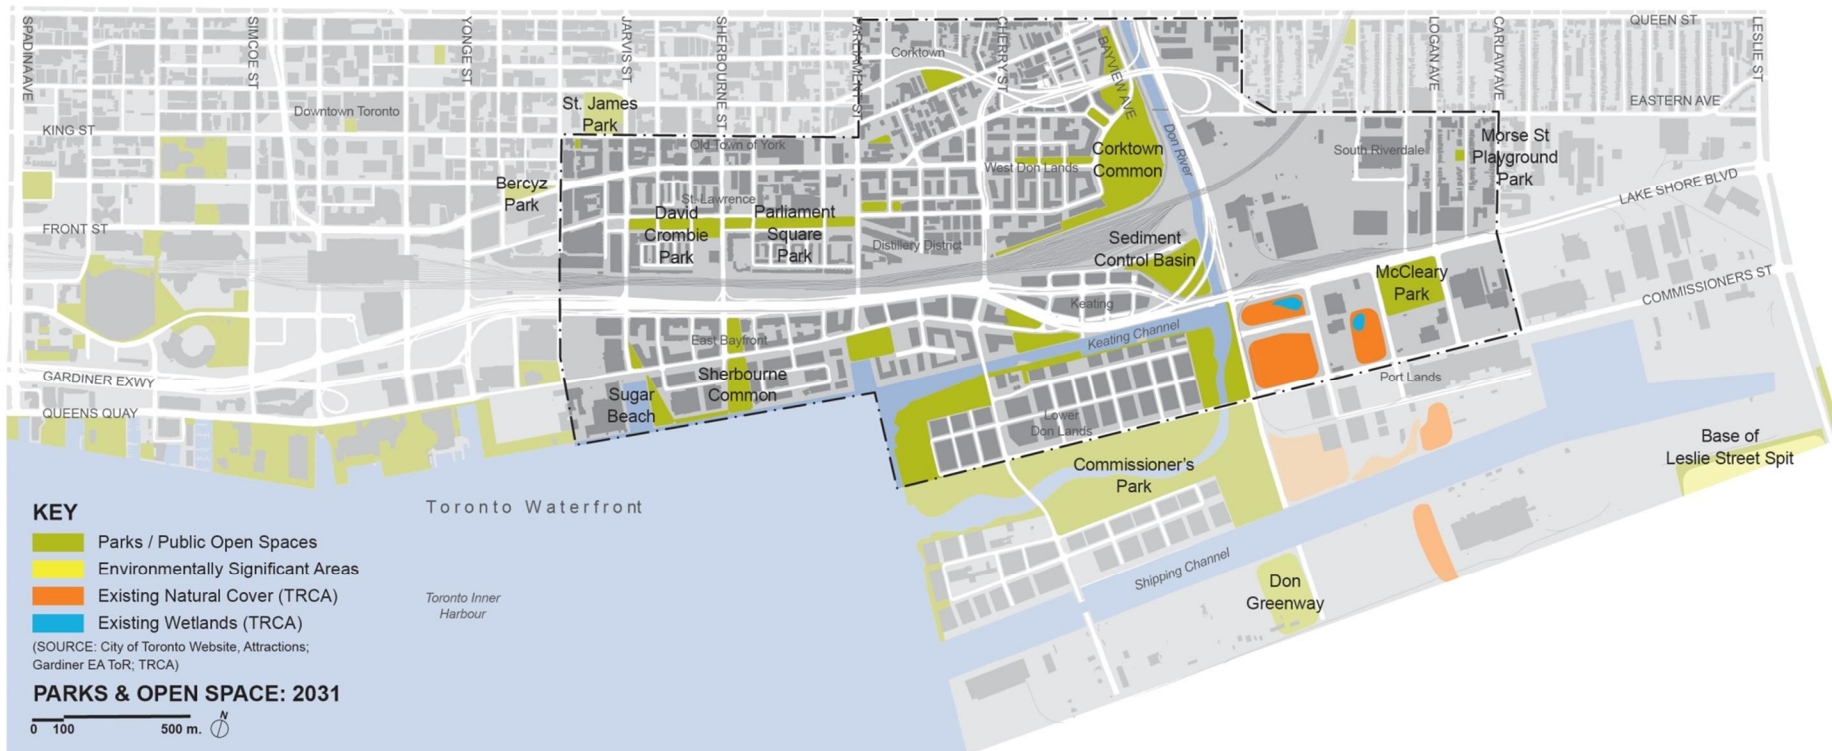 SPADINA AVE
SIMCOE ST
YONGE ST
JARVIS ST
SHERBOURNE ST
PARLIAMENT ST
CHERRY ST
BAYVIEW AVE
LOGAN AVE
CARLAW AVE
QUEEN ST
LESLIE ST
Corktown
Downtown Toronto
St. James
Park
EASTERN AVE
KING ST
Old Town of York
Don River
Corktown
Common
West Don Lands
South Riverdale
Morse St
Playground
Park
Bercyz
Park
St. Lawrence
David
Crombie
Park
Parliament
Square
Park
LAKE SHORE BLVD
FRONT ST
Distillery District
Sediment
Control Basin
McCleary
Park
COMMISSIONERS ST
Keating
Keating Channel
East Bayfront
GARDINER EXWY
Sherbourne
Common
Port Lands
Sugar
Beach
QUEENS QUAY
Lower
Don Lands
Base of
Leslie Street Spit
Commissioner's
Park
Toronto Waterfront
Shipping Channel
Don
Greenway
Toronto Inner
Harbour
KEY
Parks / Public Open Spaces
Environmentally Significant Areas
Existing Natural Cover (TRCA)
Existing Wetlands (TRCA)
(SOURCE: City of Toronto Website, Attractions;
Gardiner EA ToR; TRCA)
PARKS & OPEN SPACE: 2031
0 100 500 m.
N